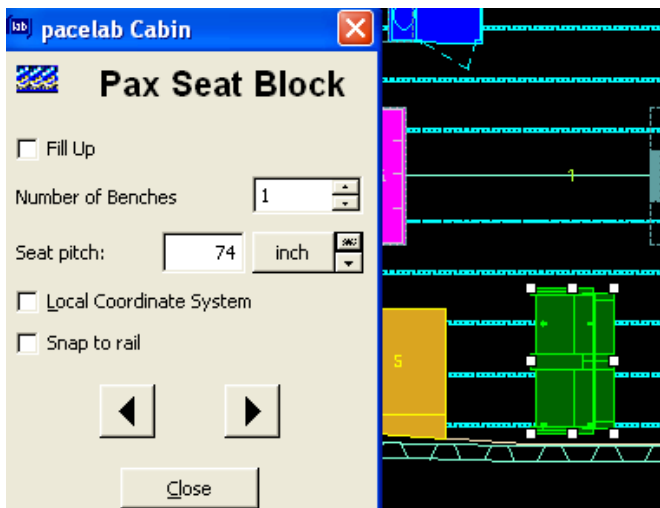 lab pacelab Cabin
Pax Seat Block
Fill Up
Number of Benches 1
Seat pitch: 74 inch
Local Coordinate System
Snap to rail
Close
1
S